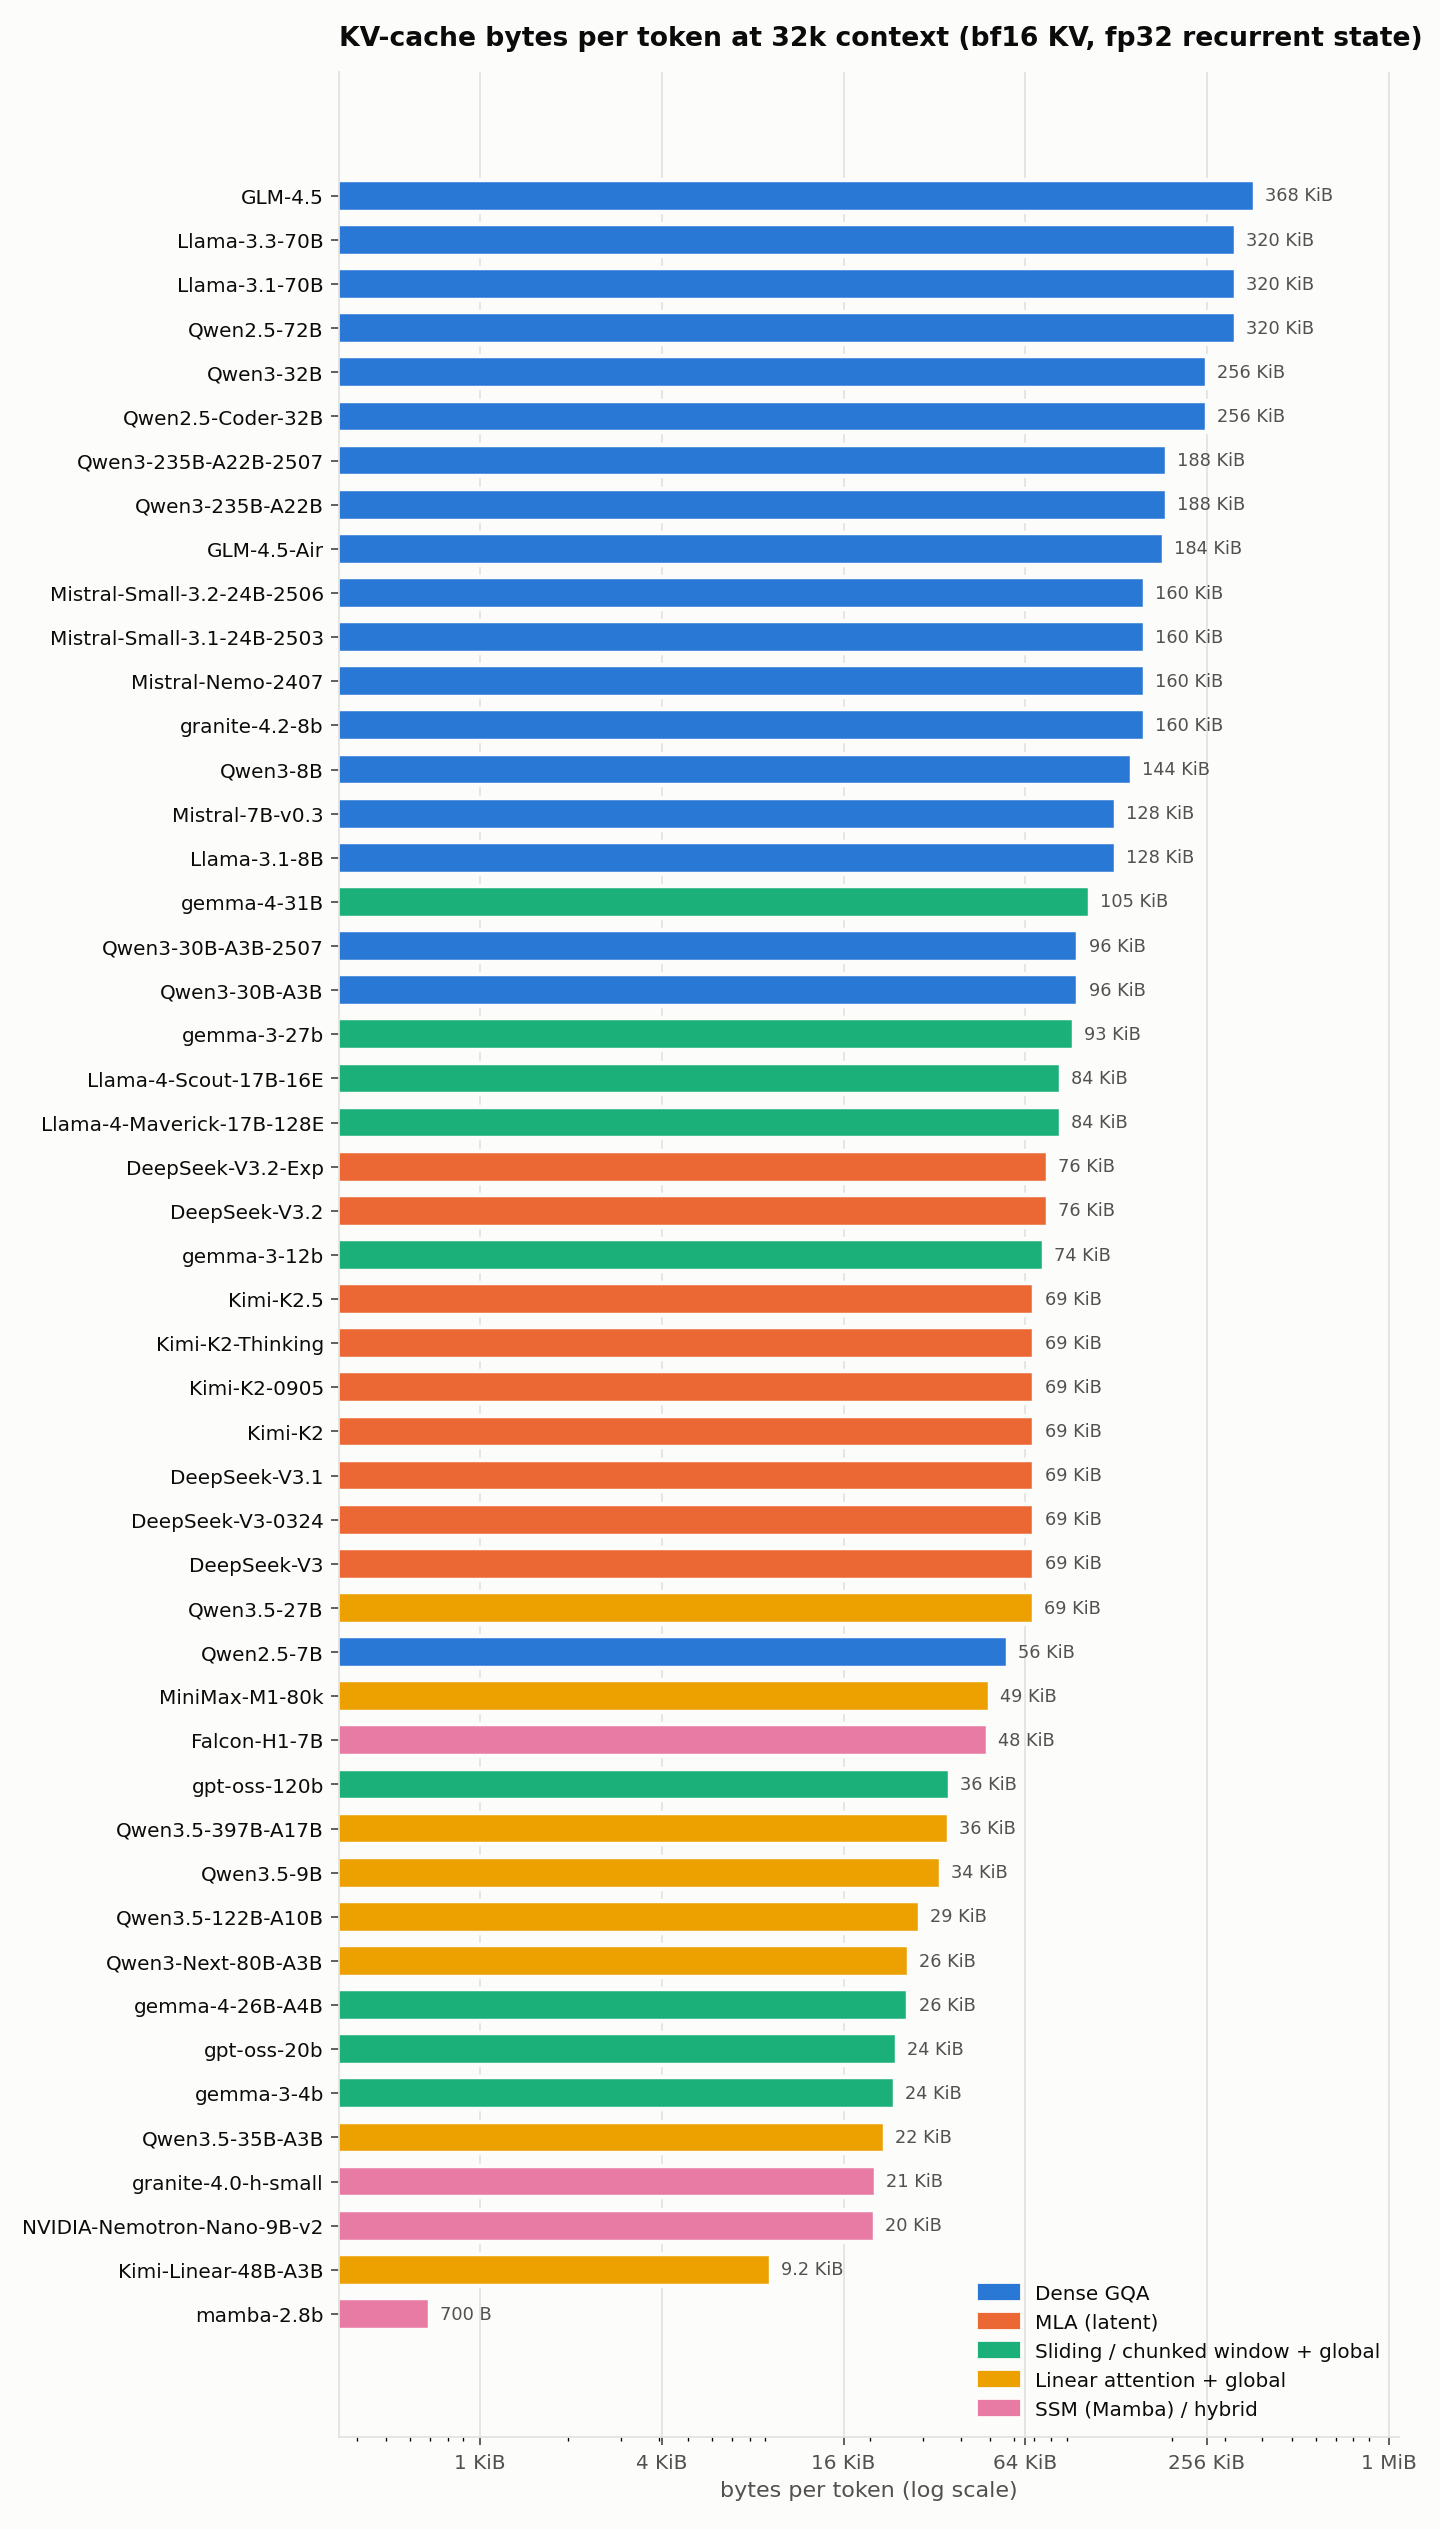 KV-cache bytes per token at 32k context (bf16 KV, fp32 recurrent state)
GLM-4.5 368 KiB
Llama-3.3-70B 320 KiB
Llama-3.1-70B 320 KiB
Qwen2.5-72B 320 KiB
Qwen3-32B 256 KiB
Qwen2.5-Coder-32B 256 KiB
Qwen3-235B-A22B-2507 188 KiB
Qwen3-235B-A22B 188 KiB
GLM-4.5-Air 184 KiB
Mistral-Small-3.2-24B-2506 160 KiB
Mistral-Small-3.1-24B-2503 160 KiB
Mistral-Nemo-2407 160 KiB
granite-4.2-8b 160 KiB
Qwen3-8B 144 KiB
Mistral-7B-v0.3 128 KiB
Llama-3.1-8B 128 KiB
gemma-4-31B 105 KiB
Qwen3-30B-A3B-2507 96 KiB
Qwen3-30B-A3B 96 KiB
gemma-3-27b 93 KiB
Llama-4-Scout-17B-16E 84 KiB
Llama-4-Maverick-17B-128E 84 KiB
DeepSeek-V3.2-Exp 76 KiB
DeepSeek-V3.2 76 KiB
gemma-3-12b 74 KiB
Kimi-K2.5 69 KiB
Kimi-K2-Thinking 69 KiB
Kimi-K2-0905 69 KiB
Kimi-K2 69 KiB
DeepSeek-V3.1 69 KiB
DeepSeek-V3-0324 69 KiB
DeepSeek-V3 69 KiB
Qwen3.5-27B 69 KiB
Qwen2.5-7B 56 KiB
MiniMax-M1-80k 49 KiB
Falcon-H1-7B 48 KiB
gpt-oss-120b 36 KiB
Qwen3.5-397B-A17B 36 KiB
Qwen3.5-9B 34 KiB
Qwen3.5-122B-A10B 29 KiB
Qwen3-Next-80B-A3B 26 KiB
gemma-4-26B-A4B 26 KiB
gpt-oss-20b 24 KiB
gemma-3-4b 24 KiB
Qwen3.5-35B-A3B 22 KiB
granite-4.0-h-small 21 KiB
NVIDIA-Nemotron-Nano-9B-v2 20 KiB
Kimi-Linear-48B-A3B 9.2 KiB
mamba-2.8b 700 B
Dense GQA
MLA (latent)
Sliding / chunked window + global
Linear attention + global
SSM (Mamba) / hybrid
1 KiB 4 KiB 16 KiB 64 KiB 256 KiB 1 MiB
bytes per token (log scale)